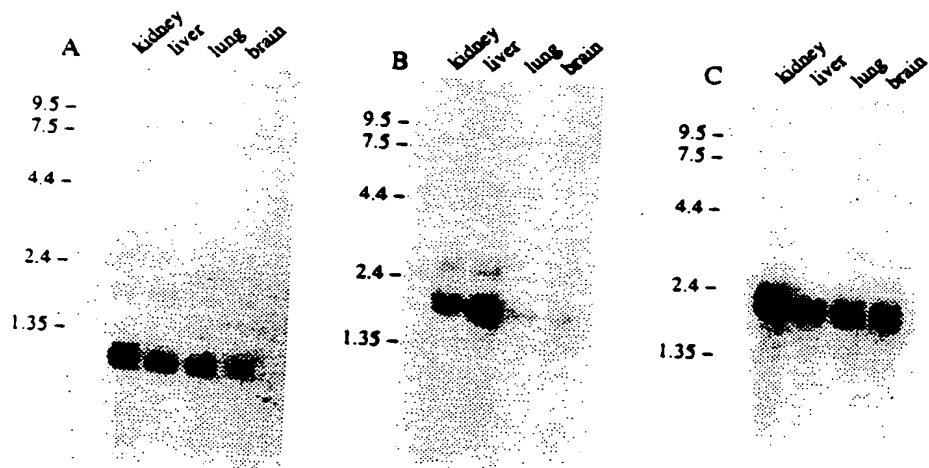 A
kidney liver lung brain
9.5 –
7.5 –
4.4 –
2.4 –
1.35 –
B
kidney liver lung brain
9.5 –
7.5 –
4.4 –
2.4 –
1.35 –
C
kidney liver lung brain
9.5 –
7.5 –
4.4 –
2.4 –
1.35 –